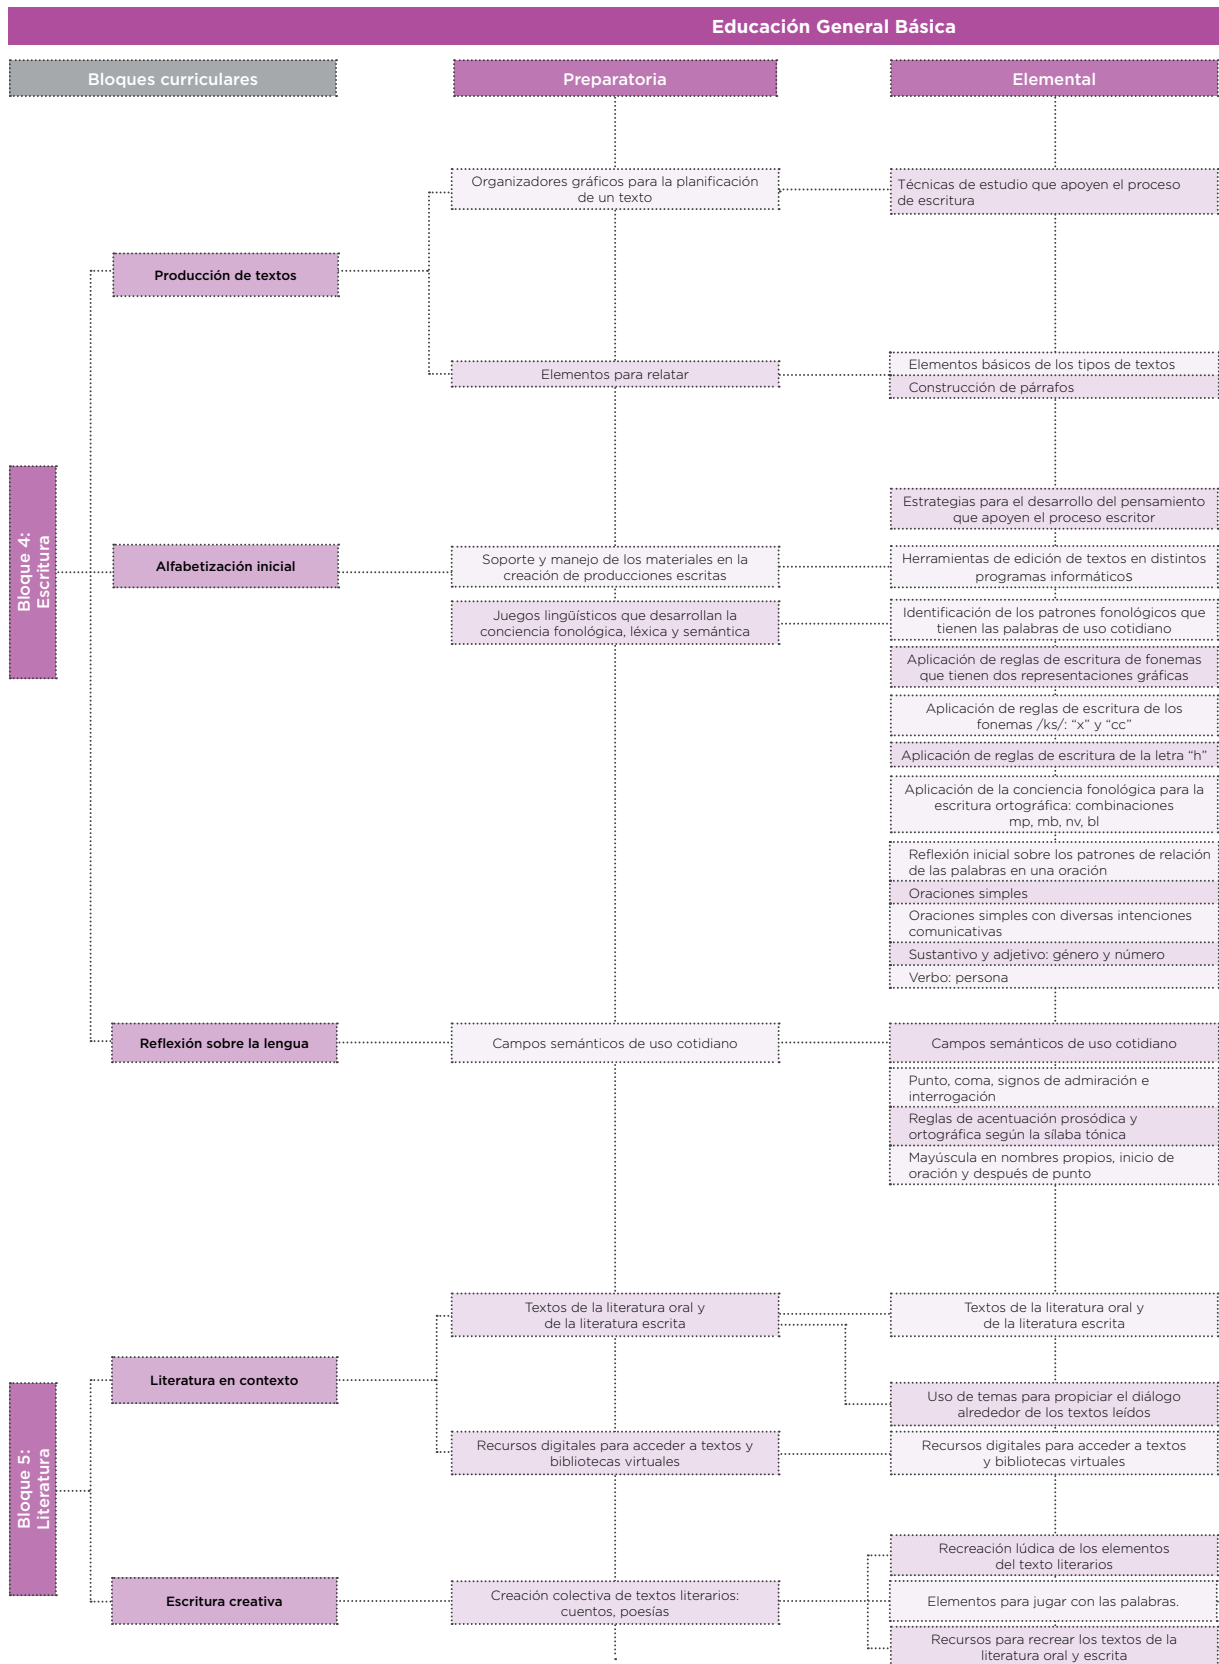 Educación General Básica
Bloques curriculares
Preparatoria
Elemental
Bloque 4:
Escritura
Producción de textos
Organizadores gráficos para la planificación
de un texto
Técnicas de estudio que apoyen el proceso
de escritura
Elementos para relatar
Elementos básicos de los tipos de textos
Construcción de párrafos
Estrategias para el desarrollo del pensamiento
que apoyen el proceso escritor
Alfabetización inicial
Soporte y manejo de los materiales en la
creación de producciones escritas
Herramientas de edición de textos en distintos
programas informáticos
Juegos lingüísticos que desarrollan la
conciencia fonológica, léxica y semántica
Identificación de los patrones fonológicos que
tienen las palabras de uso cotidiano
Aplicación de reglas de escritura de fonemas
que tienen dos representaciones gráficas
Aplicación de reglas de escritura de los
fonemas /ks/: “x” y “cc”
Aplicación de reglas de escritura de la letra “h”
Aplicación de la conciencia fonológica para la
escritura ortográfica: combinaciones
mp, mb, nv, bl
Reflexión inicial sobre los patrones de relación
de las palabras en una oración
Oraciones simples
Oraciones simples con diversas intenciones
comunicativas
Sustantivo y adjetivo: género y número
Verbo: persona
Reflexión sobre la lengua
Campos semánticos de uso cotidiano
Campos semánticos de uso cotidiano
Punto, coma, signos de admiración e
interrogación
Reglas de acentuación prosódica y
ortográfica según la sílaba tónica
Mayúscula en nombres propios, inicio de
oración y después de punto
Bloque 5:
Literatura
Literatura en contexto
Textos de la literatura oral y
de la literatura escrita
Textos de la literatura oral y
de la literatura escrita
Uso de temas para propiciar el diálogo
alrededor de los textos leídos
Recursos digitales para acceder a textos y
bibliotecas virtuales
Recursos digitales para acceder a textos
y bibliotecas virtuales
Escritura creativa
Creación colectiva de textos literarios:
cuentos, poesías
Recreación lúdica de los elementos
del texto literarios
Elementos para jugar con las palabras.
Recursos para recrear los textos de la
literatura oral y escrita